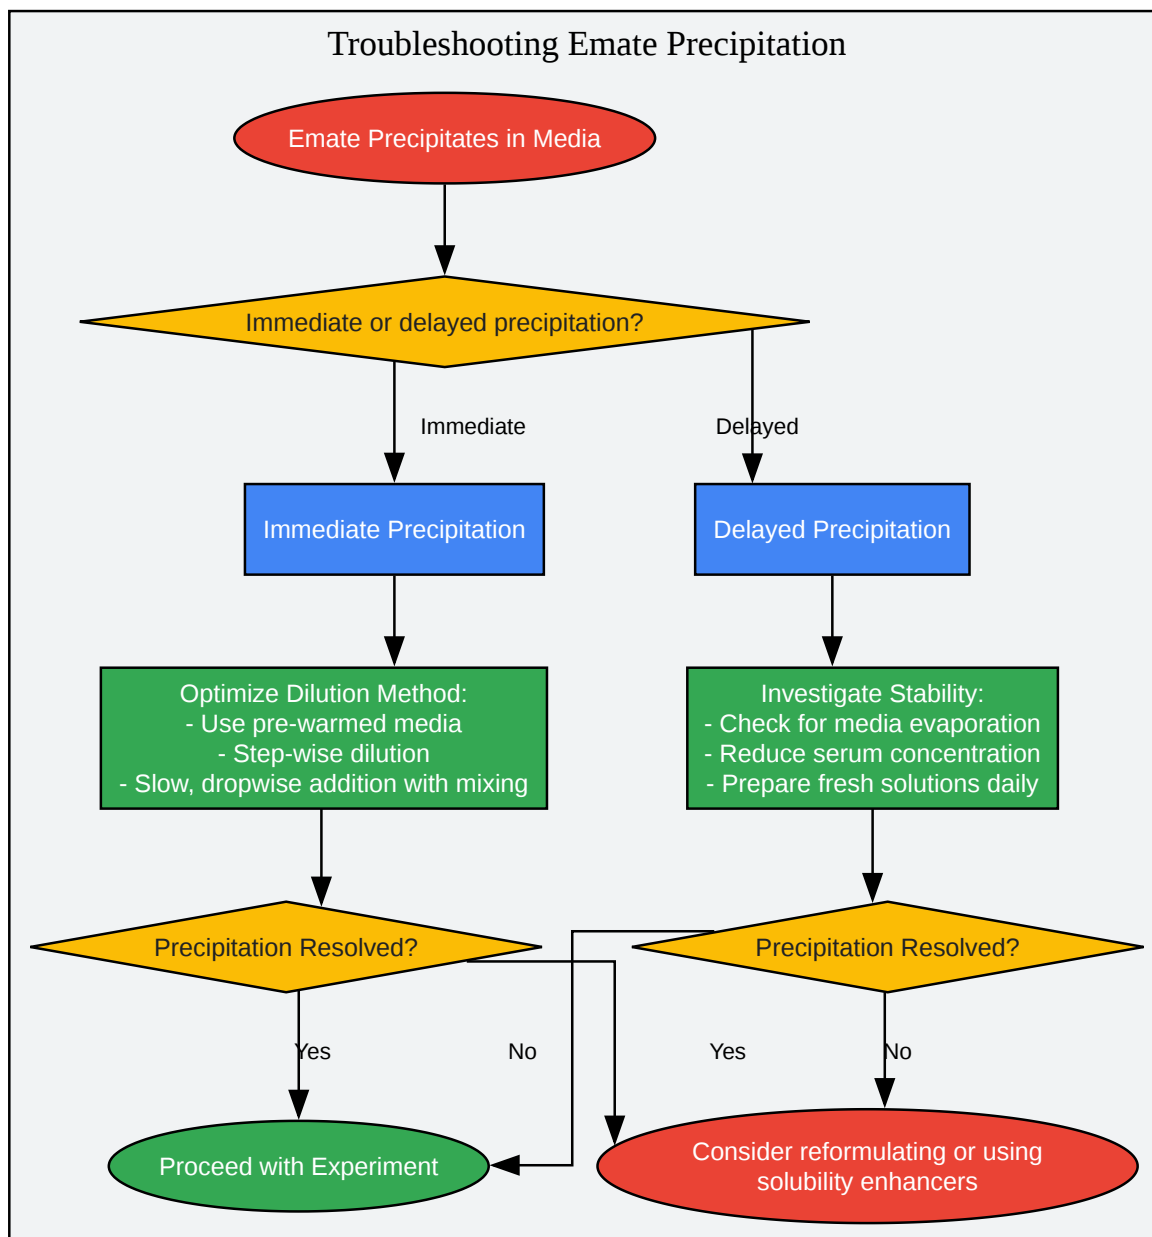 Troubleshooting Emate Precipitation
Emate Precipitates in Media
Immediate or delayed precipitation?
Immediate
Delayed
Immediate Precipitation
Delayed Precipitation
Optimize Dilution Method:
- Use pre-warmed media
- Step-wise dilution
- Slow, dropwise addition with mixing
Investigate Stability:
- Check for media evaporation
- Reduce serum concentration
- Prepare fresh solutions daily
Precipitation Resolved?
Precipitation Resolved?
Yes
No
Yes
No
Proceed with Experiment
Consider reformulating or using
solubility enhancers